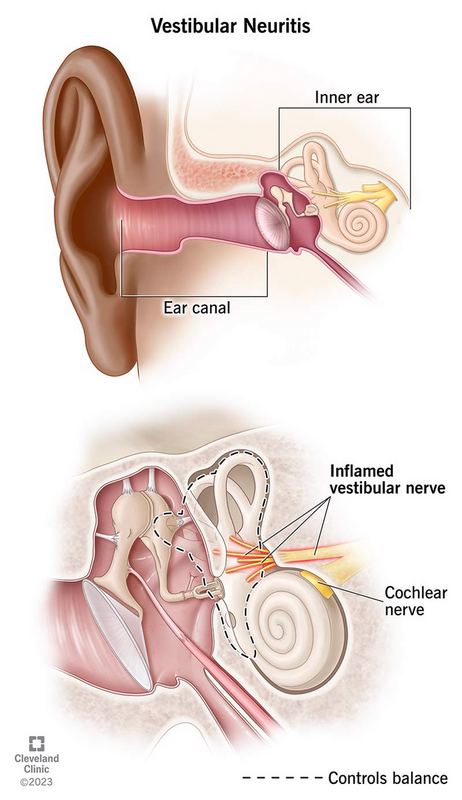 Vestibular Neuritis
Inner ear
Ear canal
Inflamed
vestibular nerve
Cochlear
nerve
Cleveland
Clinic
©2023
Controls balance